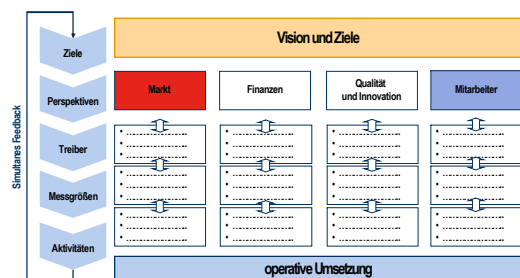 Simultanes Feedback
Ziele
Vision und Ziele
Perspektiven
Markt
Finanzen
Qualität
und Innovation
Mitarbeiter
Treiber
Messgrößen
Aktivitäten
operative Umsetzung